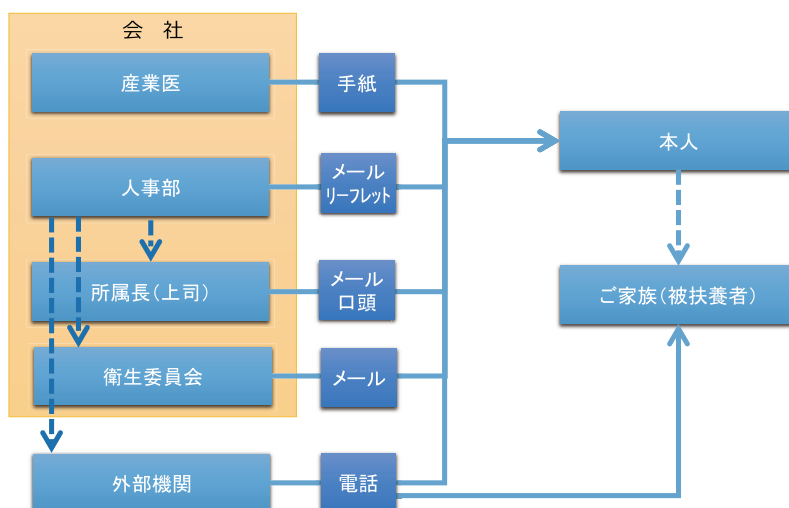 会 社
産業医
手紙
本人
人事部
メール
リーフレット
所属長(上司)
メール
口頭
ご家族(被扶養者)
衛生委員会
メール
外部機関
電話